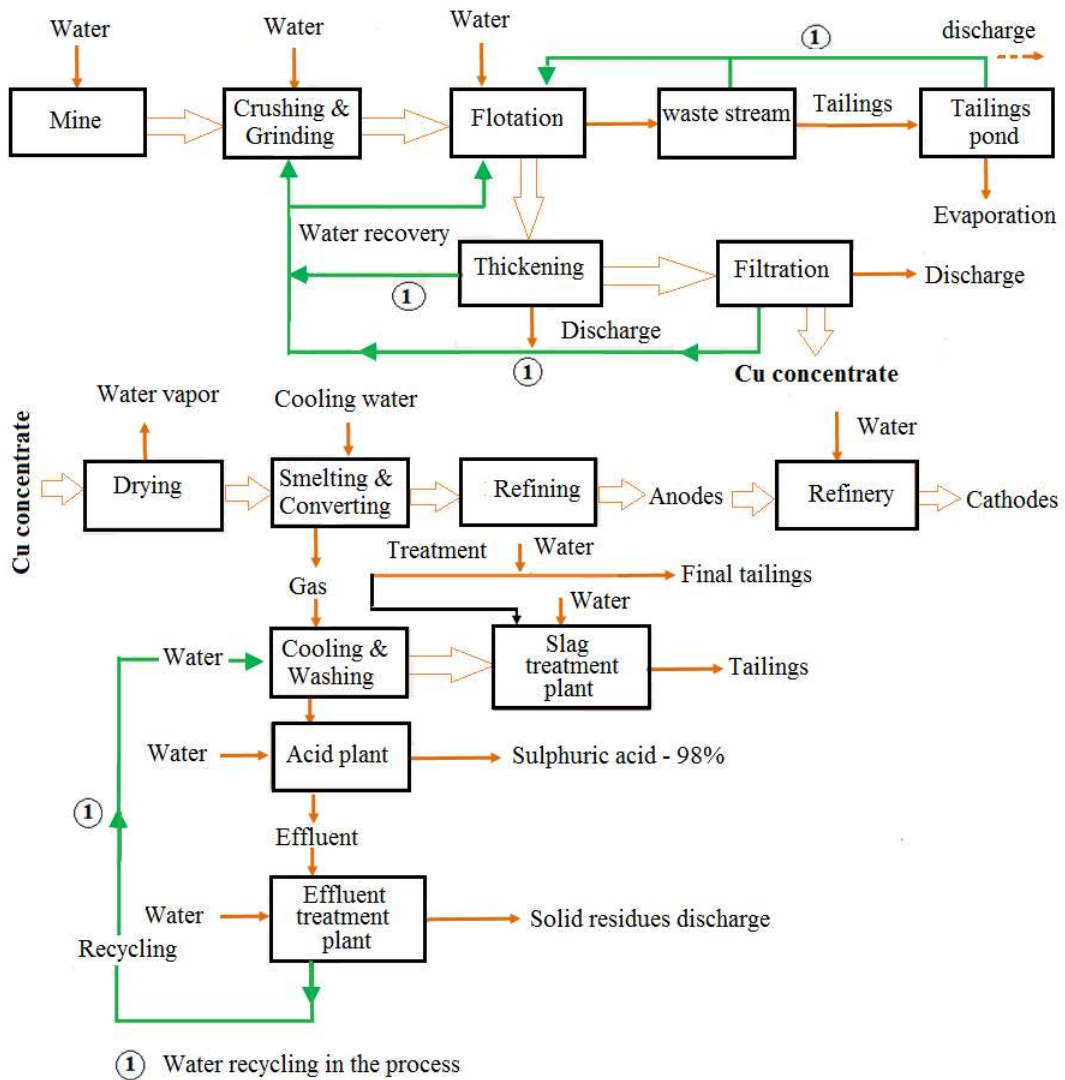 Water
Water
Water
1
discharge
Mine
Crushing &
Grinding
Flotation
waste stream
Tailings
Tailings
pond
Water recovery
Evaporation
Thickening
Filtration
Discharge
1
Discharge
1
Cu concentrate
Water vapor
Cooling water
Water
Cu concentrate
Drying
Smelting &
Converting
Refining
Anodes
Refinery
Cathodes
Treatment
Water
Final tailings
Gas
Water
Water
Cooling &
Washing
Slag
treatment
plant
Tailings
Water
Acid plant
Sulphuric acid - 98%
1
Effluent
Water
Effluent
treatment
plant
Solid residues discharge
Recycling
1 Water recycling in the process